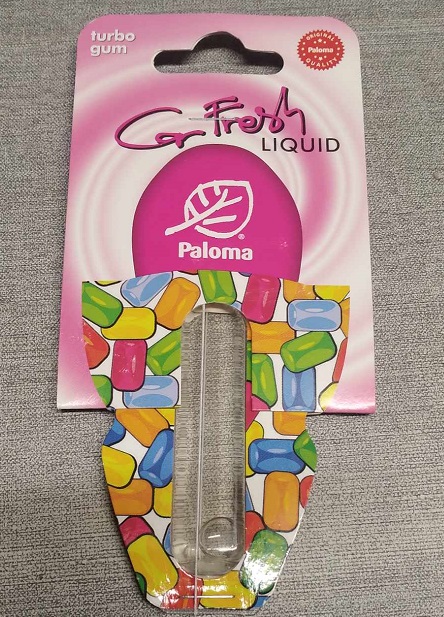 turbo
gum
ORIGINAL
Paloma
QUALITY
Car Fresh
LIQUID
Paloma
®